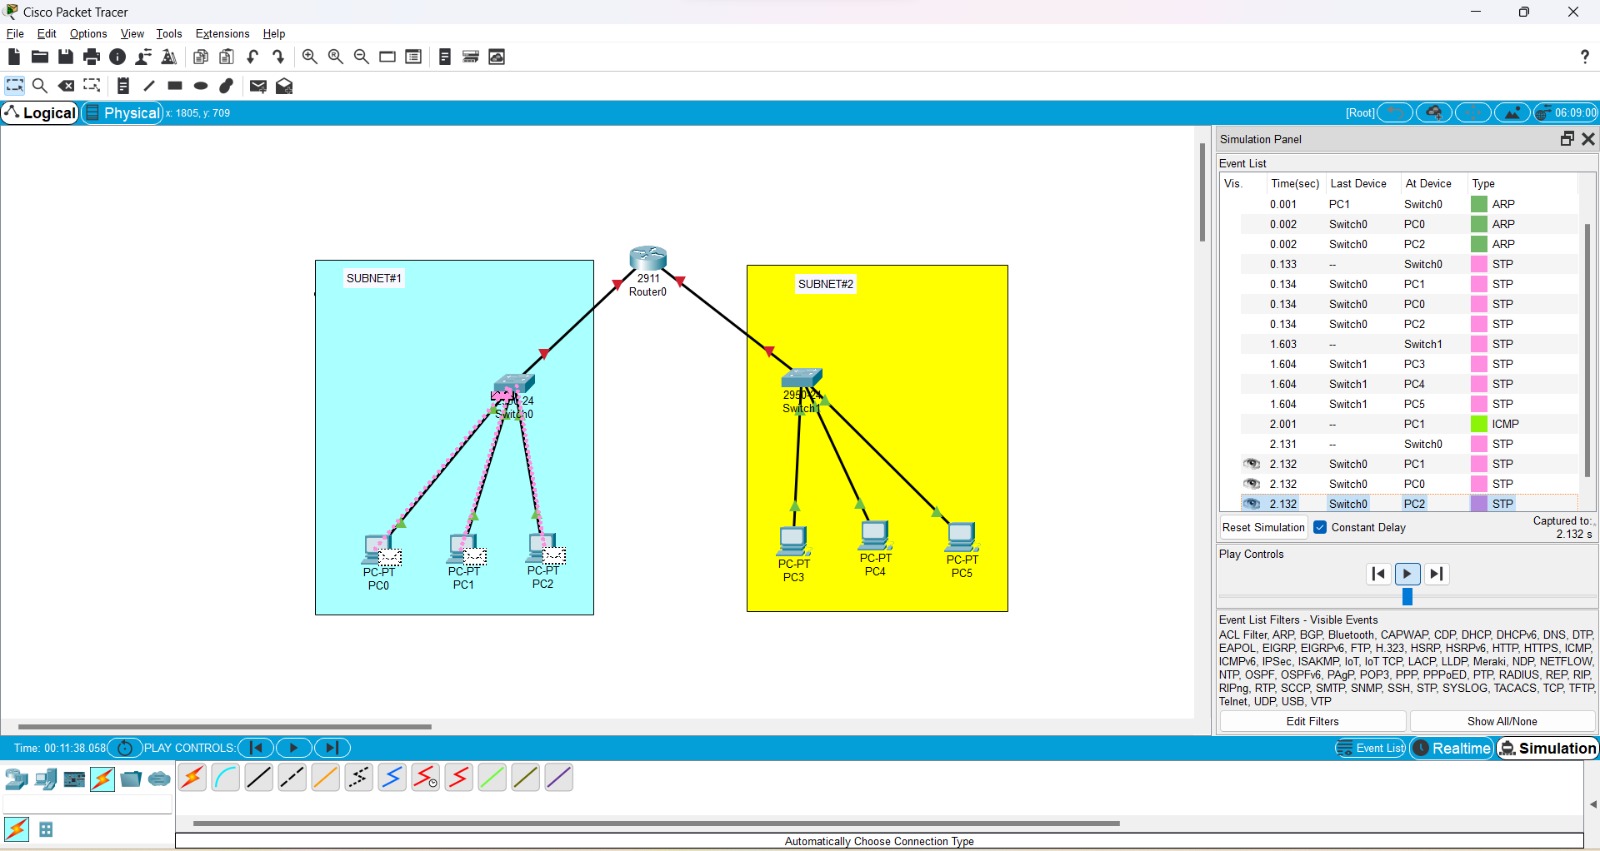 Cisco Packet Tracer
File Edit Options View Tools Extensions Help
Logical Physical x: 1805, y: 709 [Root] 06:09:00
SUBNET#1
2911
Router0
SUBNET#2
Switch0
Switch1
PC-PT
PC0
PC-PT
PC1
PC-PT
PC2
PC-PT
PC3
PC-PT
PC4
PC-PT
PC5
Simulation Panel
Event List
Vis. Time(sec) Last Device At Device Type
0.001 PC1 Switch0 ARP
0.002 Switch0 PC0 ARP
0.002 Switch0 PC2 ARP
0.133 -- Switch0 STP
0.134 Switch0 PC1 STP
0.134 Switch0 PC0 STP
0.134 Switch0 PC2 STP
1.603 -- Switch1 STP
1.604 Switch1 PC3 STP
1.604 Switch1 PC4 STP
1.604 Switch1 PC5 STP
2.001 -- PC1 ICMP
2.131 -- Switch0 STP
2.132 Switch0 PC1 STP
2.132 Switch0 PC0 STP
2.132 Switch0 PC2 STP
Reset Simulation Constant Delay Captured to:
2.132 s
Play Controls
Event List Filters - Visible Events
ACL Filter, ARP, BGP, Bluetooth, CAPWAP, CDP, DHCP, DHCPv6, DNS, DTP,
EAPOL, EIGRP, EIGRPv6, FTP, H.323, HSRP, HSRPv6, HTTP, HTTPS, ICMP,
ICMPv6, IPSec, ISAKMP, IoT, IoT TCP, LACP, LLDP, Meraki, NDP, NETFLOW,
NTP, OSPF, OSPFv6, PAgP, POP3, PPP, PPPoED, PTP, RADIUS, REP, RIP,
RIPng, RTP, SCCP, SMTP, SNMP, SSH, STP, SYSLOG, TACACS, TCP, TFTP,
Telnet, UDP, USB, VTP
Edit Filters Show All/None
Time: 00:11:38.058 PLAY CONTROLS: Event List Realtime Simulation
Automatically Choose Connection Type